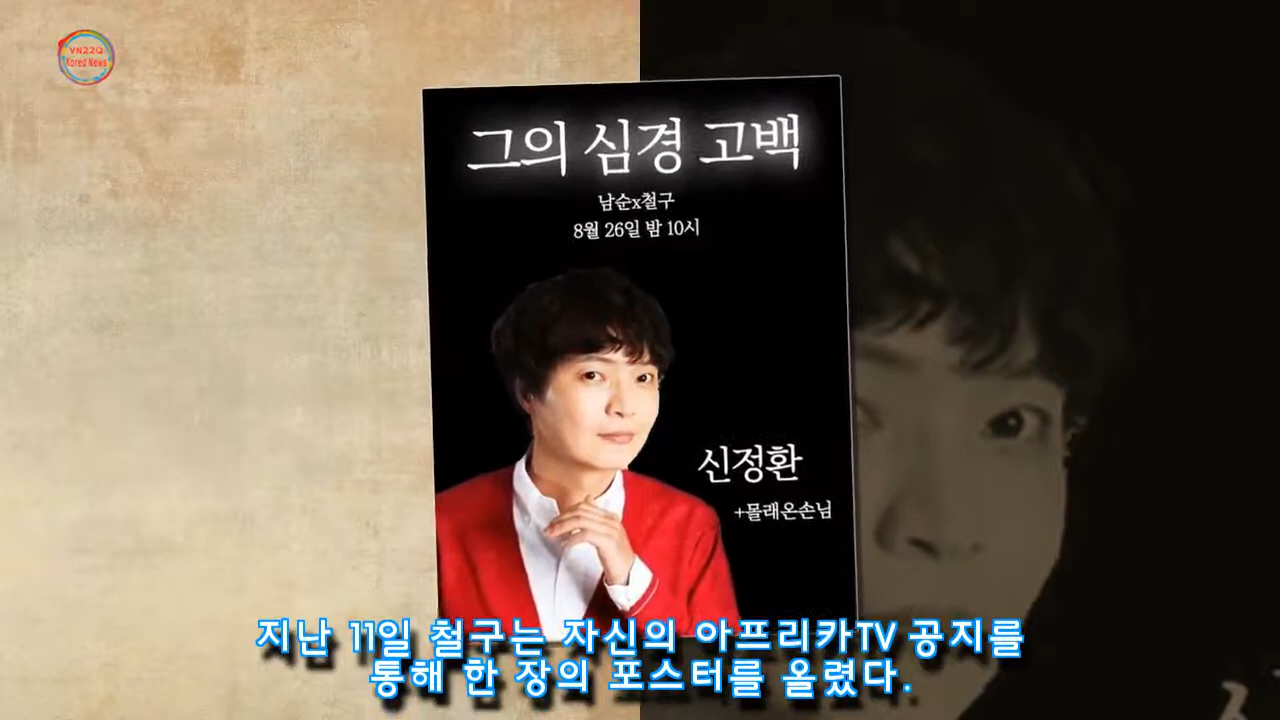 VN22Q
Korea News
그의 심경 고백
남순x철구
8월 26일 밤 10시
신정환
+몰래온손님
지난 11일 철구는 자신의 아프리카TV 공지를
통해 한 장의 포스터를 올렸다.